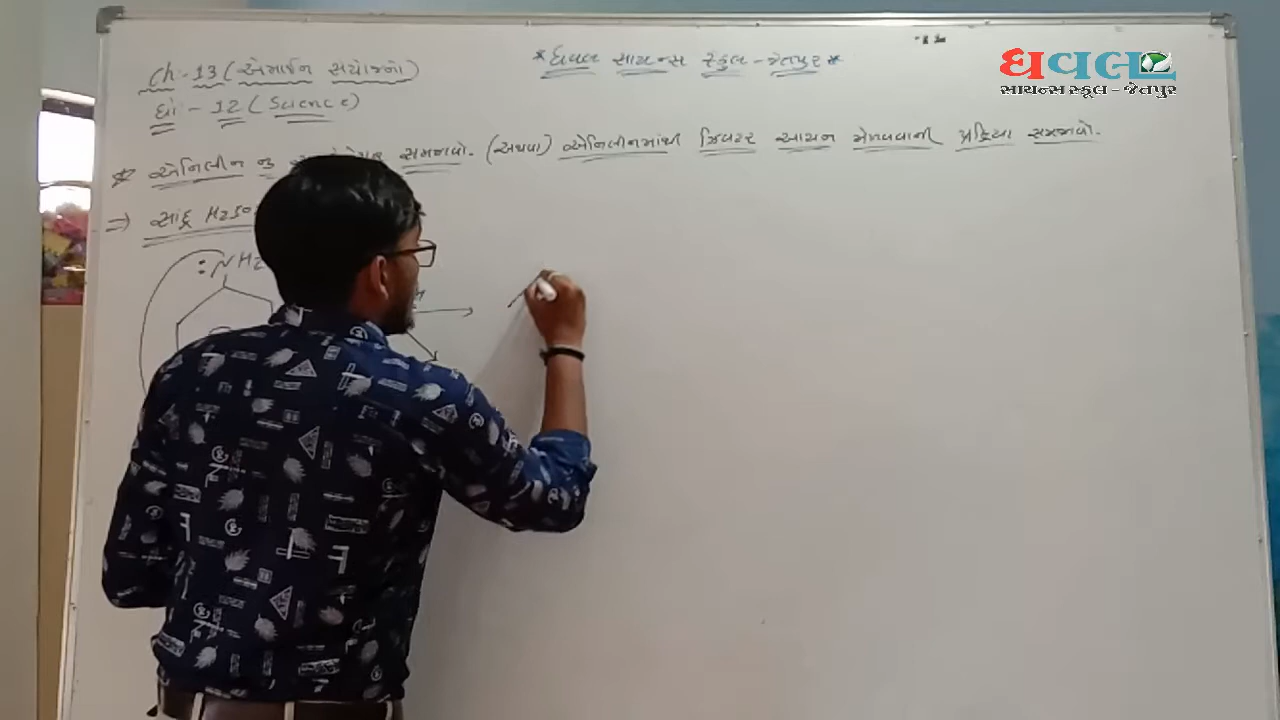 * ધવલ સાયન્સ સ્કુલ - જેતપુર *
ધવલ
સાયન્સ સ્કુલ - જેતપુર
ch - 13 (એમાઈન સંયોજનો)
ધો - 12 (Science)
* એનિલીન નુ સમજાવો. (અથવા) એનિલીનમાંથી ઝિવટર આયન મેળવવાની પ્રક્રિયા સમજાવો.
⇒ સાંદ્ર H2SO
:NH2